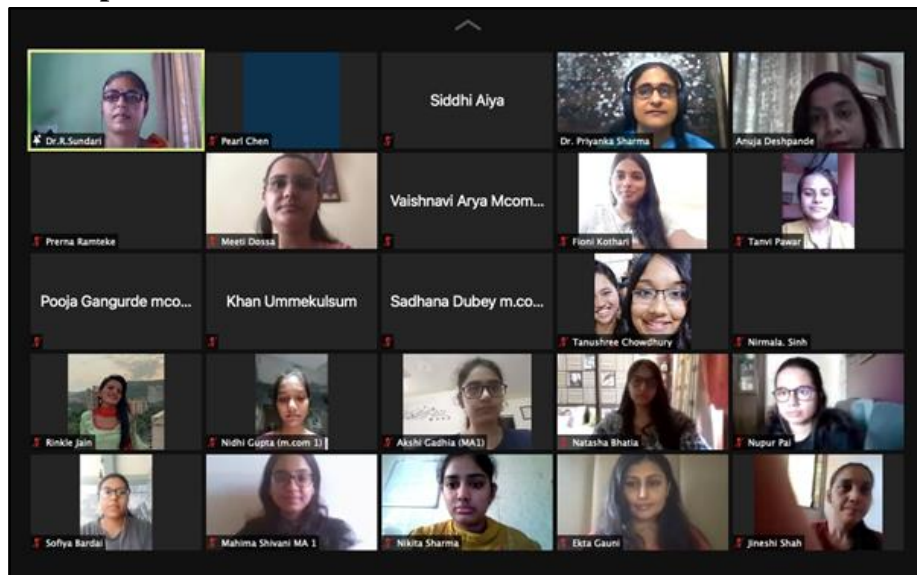 Dr.R.Sundari
Pearl Chen
Siddhi Aiya
Dr. Priyanka Sharma
Anuja Deshpande
Prerna Ramteke
Meeti Dossa
Vaishnavi Arya Mcom...
Fioni Kothari
Tanvi Pawar
Pooja Gangurde mco...
Khan Ummekulsum
Sadhana Dubey m.co...
Tanushree Chowdhury
Nirmala. Sinh
Rinkle Jain
Nidhi Gupta (m.com 1)
Akshi Gadhia (MA1)
Natasha Bhatia
Nupur Pai
Sofiya Bardai
Mahima Shivani MA 1
Nikita Sharma
Ekta Gauni
Jineshi Shah